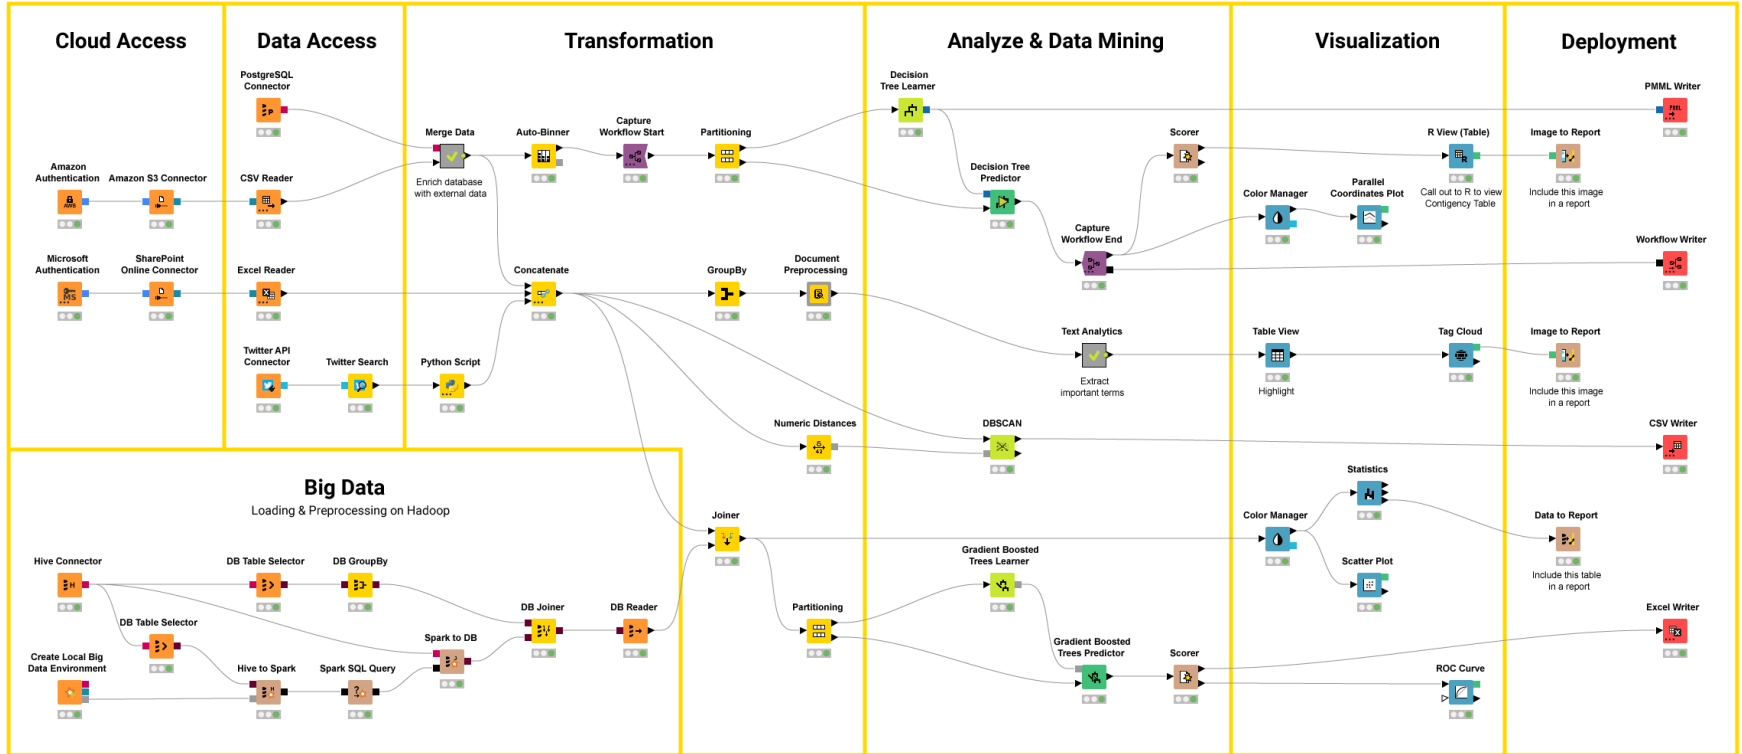 Cloud Access
Data Access
Transformation
Analyze & Data Mining
Visualization
Deployment
PostgreSQL
Connector
Decision
Tree Learner
PMML Writer
Merge Data
Auto-Binner
Capture
Workflow Start
Partitioning
Scorer
R View (Table)
Image to Report
Enrich database
with external data
Amazon
Authentication
Amazon S3 Connector
CSV Reader
Decision Tree
Predictor
Color Manager
Parallel
Coordinates Plot
Call out to R to view
Contigency Table
Include this image
in a report
Microsoft
Authentication
SharePoint
Online Connector
Excel Reader
Concatenate
GroupBy
Document
Preprocessing
Capture
Workflow End
Workflow Writer
Twitter API
Connector
Twitter Search
Python Script
Text Analytics
Extract
important terms
Table View
Highlight
Tag Cloud
Image to Report
Include this image
in a report
Numeric Distances
DBSCAN
CSV Writer
Big Data
Loading & Preprocessing on Hadoop
Joiner
Color Manager
Statistics
Scatter Plot
Data to Report
Include this table
in a report
Hive Connector
DB Table Selector
DB GroupBy
DB Table Selector
DB Joiner
DB Reader
Spark to DB
Create Local Big
Data Environment
Hive to Spark
Spark SQL Query
Partitioning
Gradient Boosted
Trees Learner
Gradient Boosted
Trees Predictor
Scorer
ROC Curve
Excel Writer